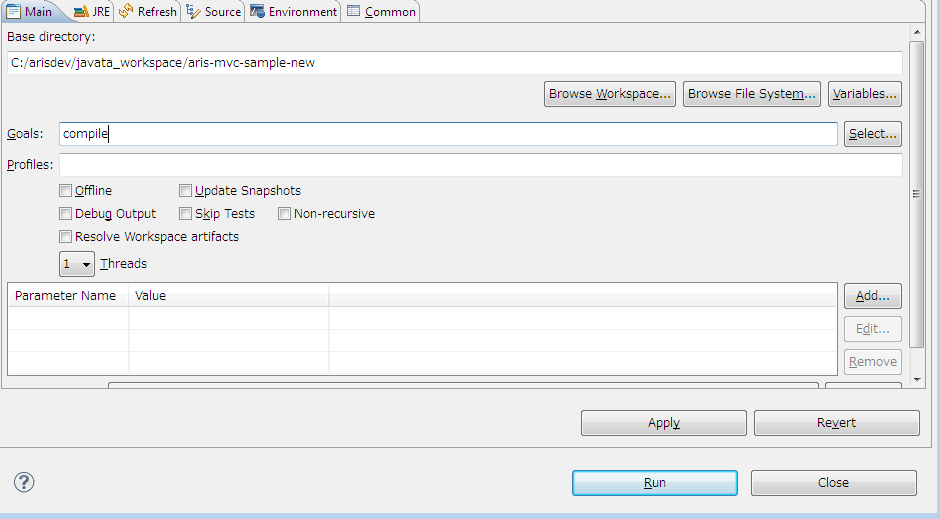 Main JRE Refresh Source Environment Common
Base directory:
C:/arisdev/javata_workspace/aris-mvc-sample-new
Browse Workspace... Browse File System... Variables...
Goals: compile Select...
Profiles:
Offline Update Snapshots
Debug Output Skip Tests Non-recursive
Resolve Workspace artifacts
1 Threads
Parameter Name Value Add...
Edit...
Remove
Apply Revert
? Run Close